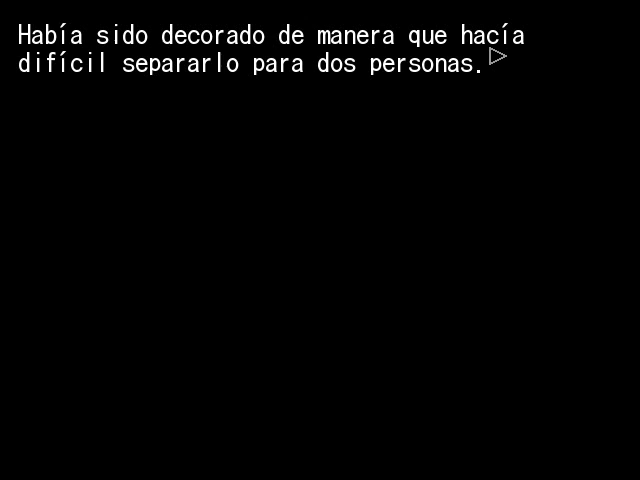 Había sido decorado de manera que hacía
difícil separarlo para dos personas.